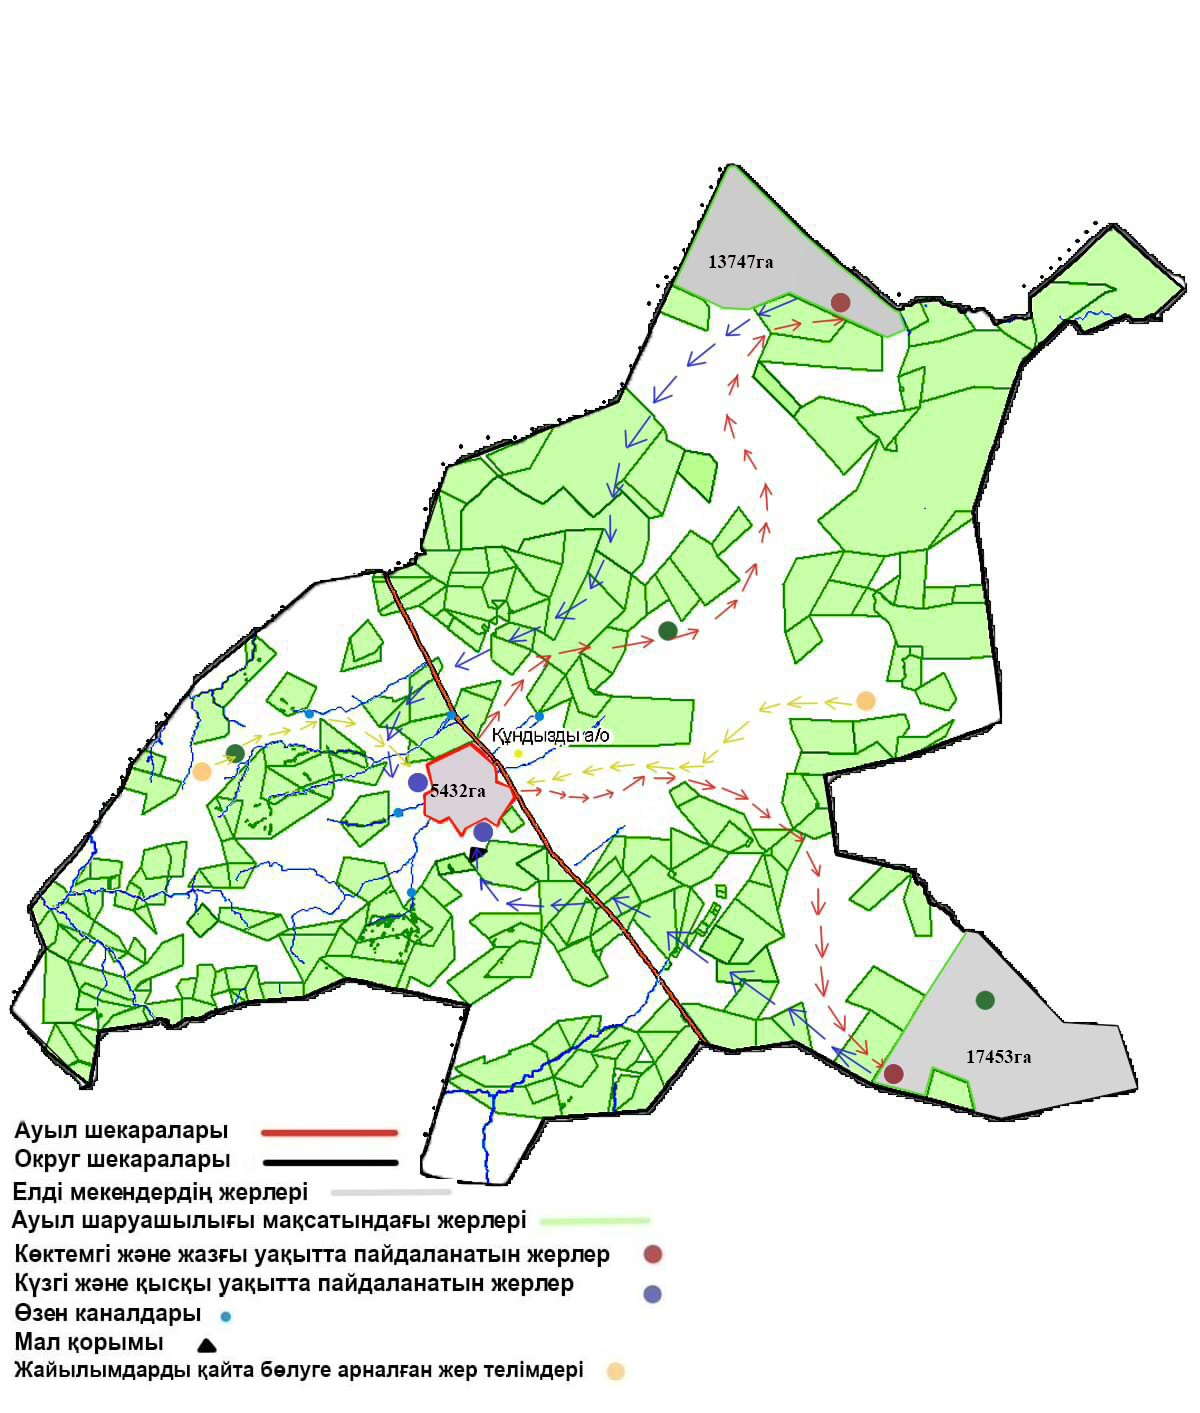 13747га
Құндызды а/о
5432га
17453га
Ауыл шекаралары
Округ шекаралары
Елді мекендердің жерлері
Ауыл шаруашылығы мақсатындағы жерлері
Көктемгі және жазғы уақытта пайдаланатын жерлер
Күзгі және қысқы уақытта пайдаланатын жерлер
Өзен каналдары
Мал қорымы
Жайылымдарды қайта бөлуге арналған жер телімдері